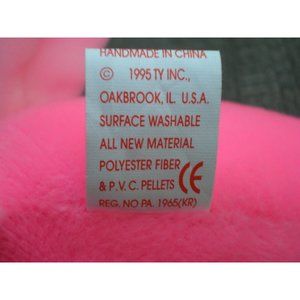 HANDMADE IN CHINA
© 1995 TY INC.,
OAKBROOK, IL. U.S.A.
SURFACE WASHABLE
ALL NEW MATERIAL
POLYESTER FIBER
& P.V.C. PELLETS CE
REG. NO PA. 1965(KR)